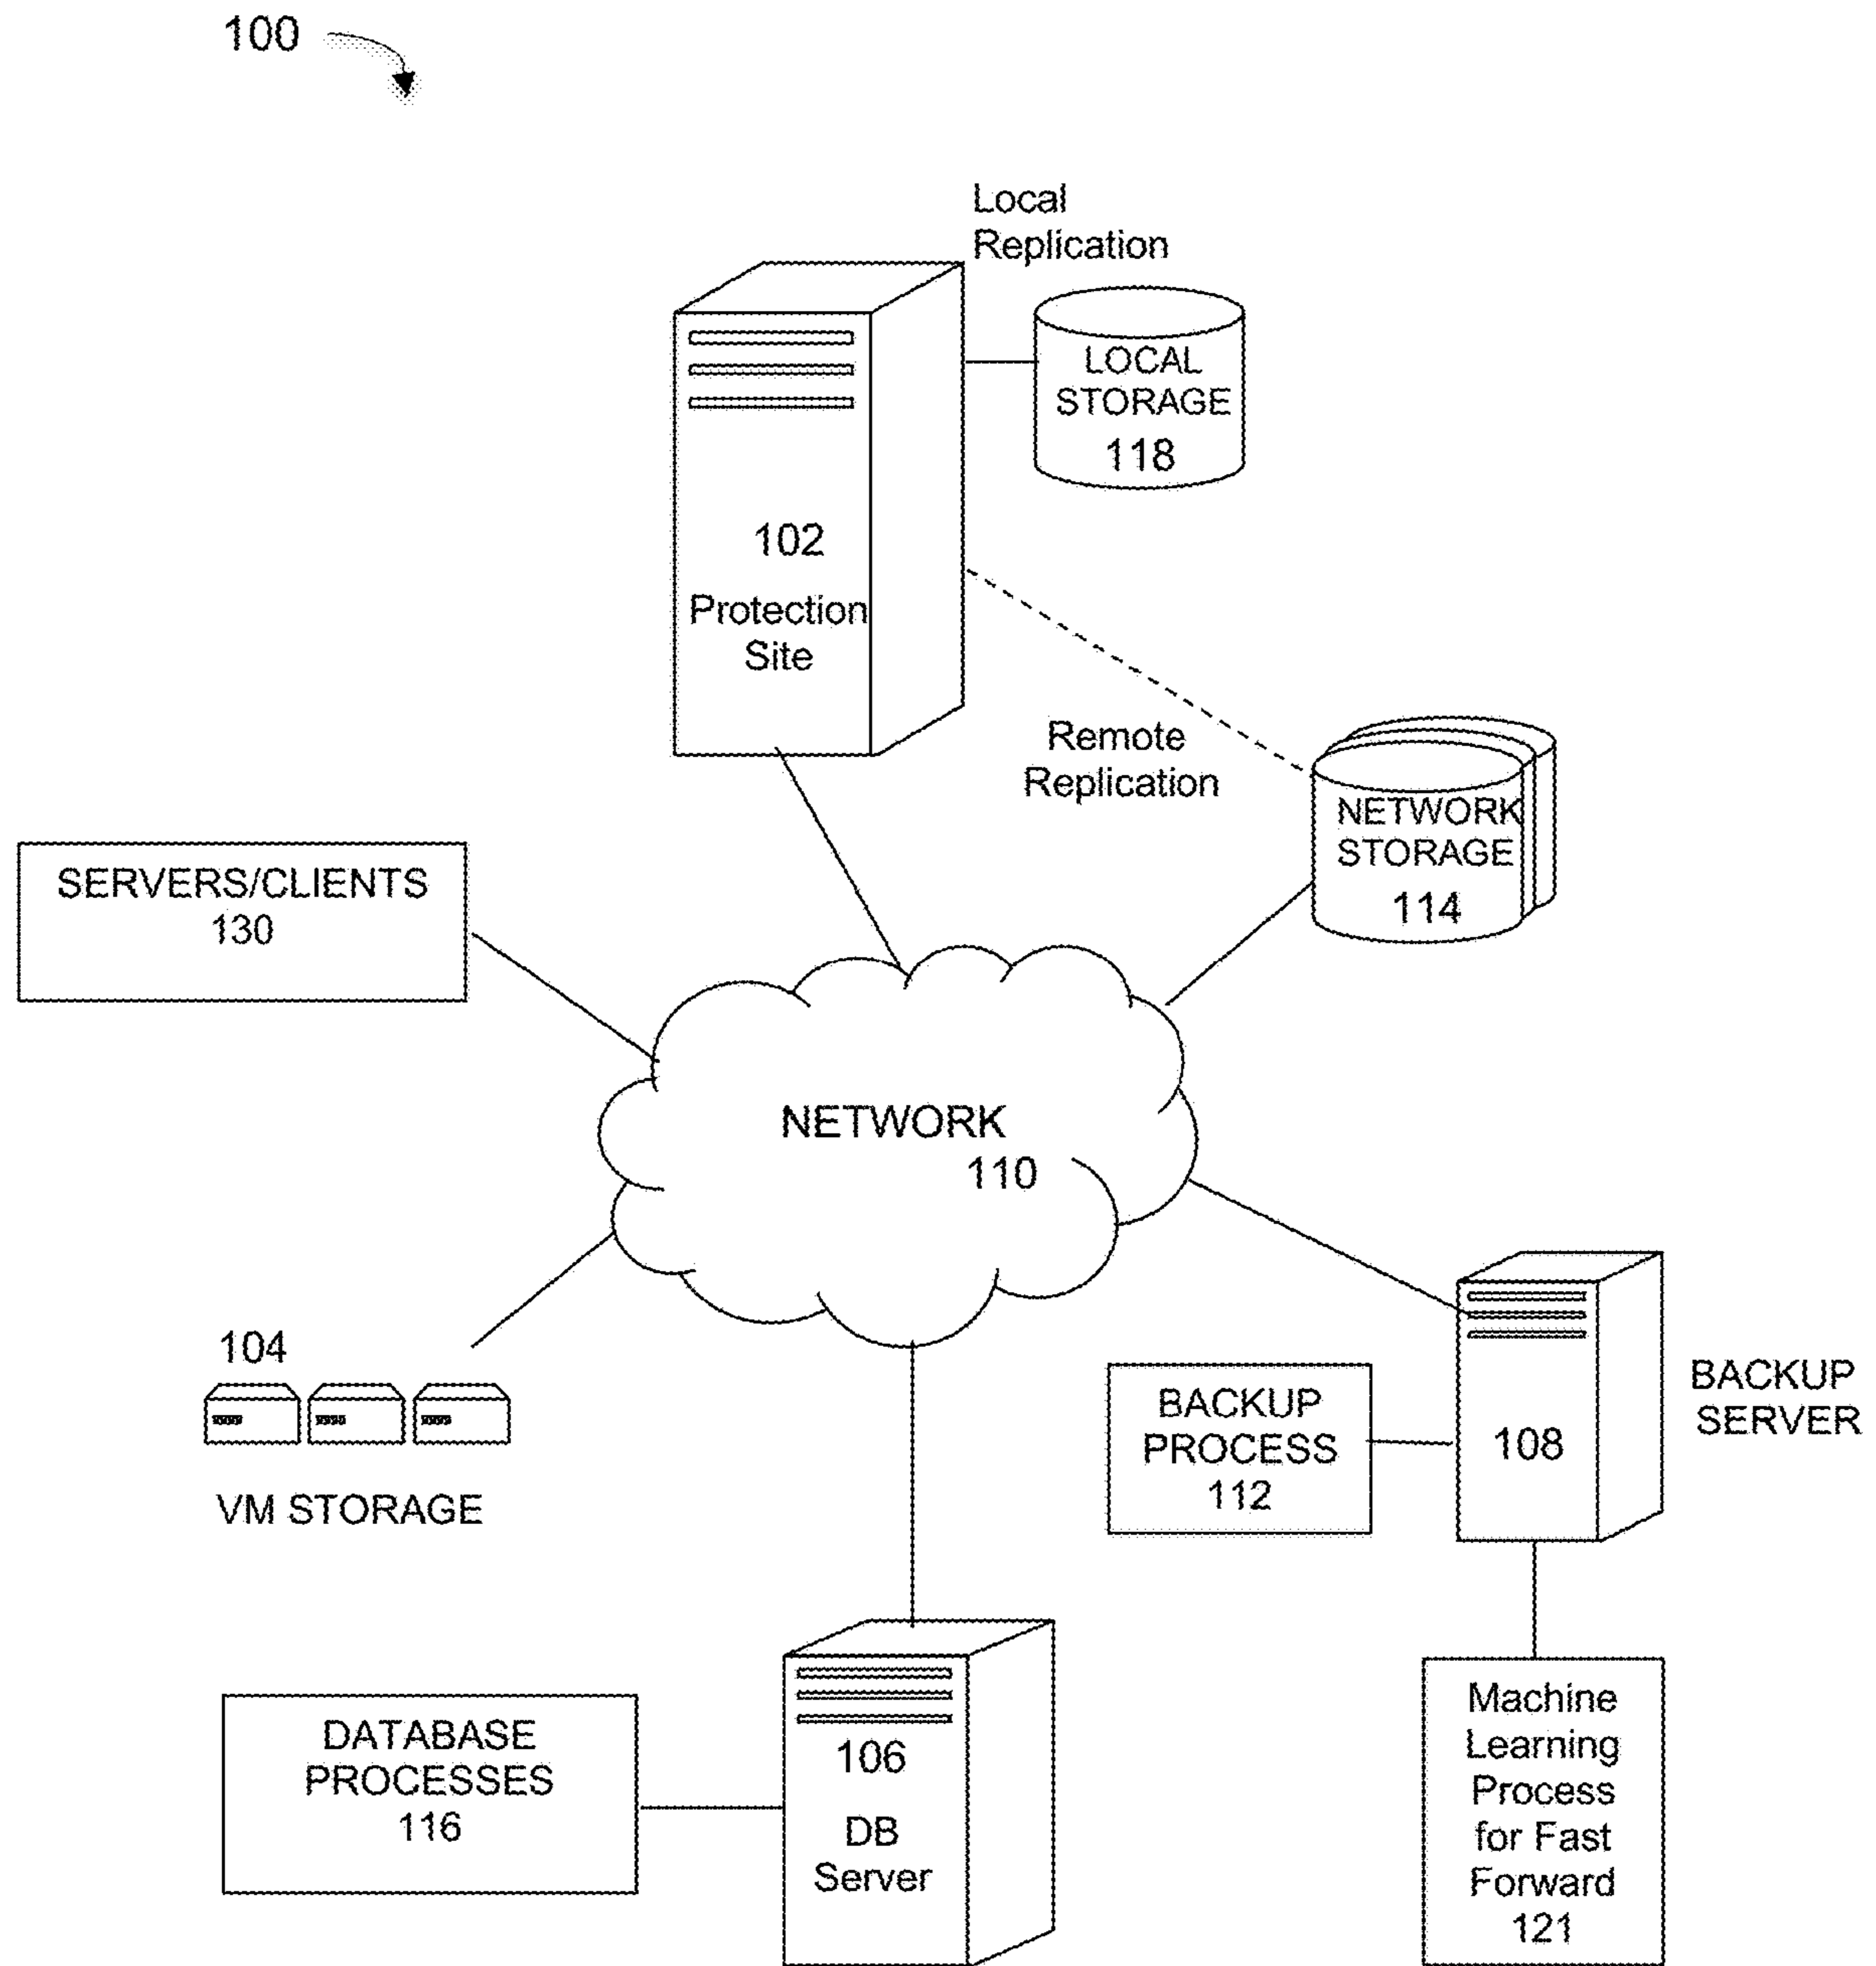 100
Local
Replication
LOCAL
STORAGE
118
102
Protection
Site
Remote
Replication
NETWORK
STORAGE
114
SERVERS/CLIENTS
130
NETWORK
110
104
VM STORAGE
BACKUP
PROCESS
112
108
BACKUP
SERVER
DATABASE
PROCESSES
116
106
DB
Server
Machine
Learning
Process
for Fast
Forward
121